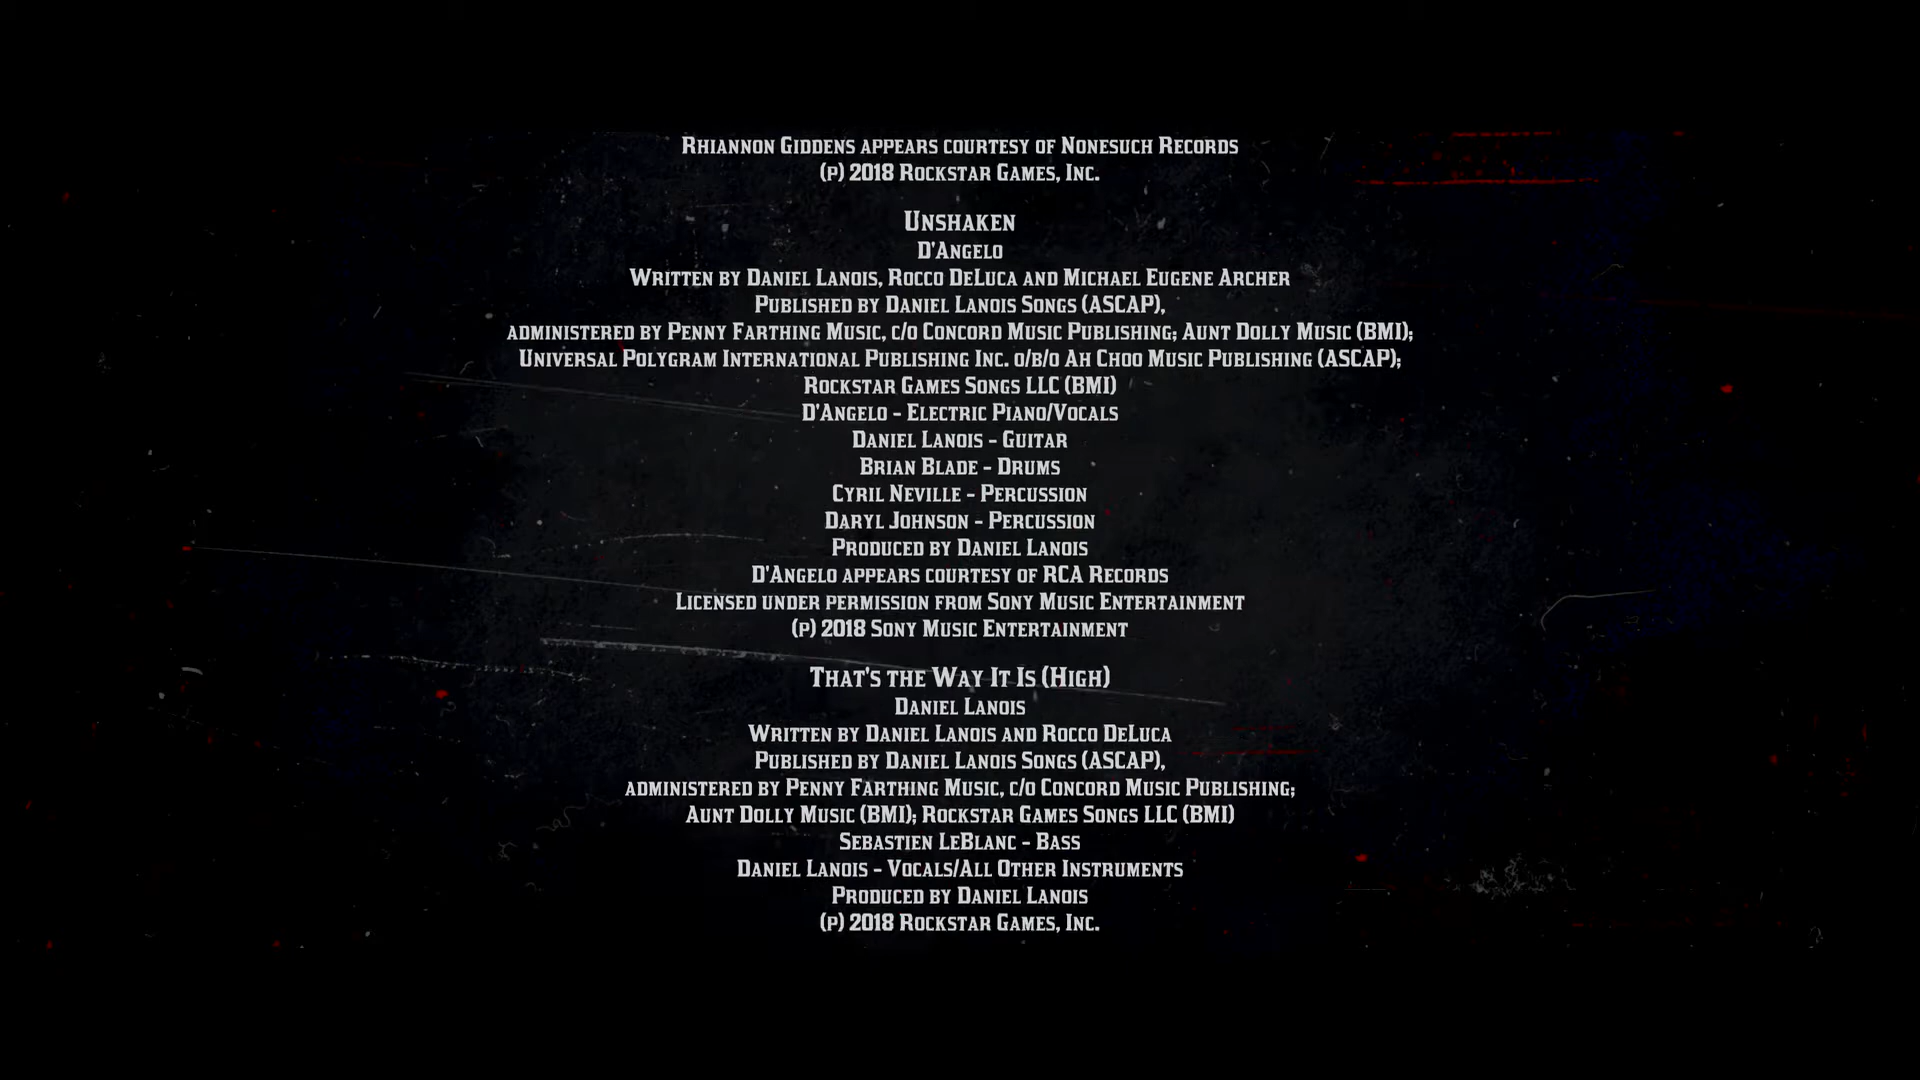 Rhiannon Giddens appears courtesy of Nonesuch Records
(P) 2018 Rockstar Games, Inc.
Unshaken
D'Angelo
Written by Daniel Lanois, Rocco DeLuca and Michael Eugene Archer
Published by Daniel Lanois Songs (ASCAP),
administered by Penny Farthing Music, c/o Concord Music Publishing; Aunt Dolly Music (BMI);
Universal Polygram International Publishing Inc. o/b/o Ah Choo Music Publishing (ASCAP);
Rockstar Games Songs LLC (BMI)
D'Angelo - Electric Piano/Vocals
Daniel Lanois - Guitar
Brian Blade - Drums
Cyril Neville - Percussion
Daryl Johnson - Percussion
Produced by Daniel Lanois
D'Angelo appears courtesy of RCA Records
Licensed under permission from Sony Music Entertainment
(P) 2018 Sony Music Entertainment
That's the Way It Is (High)
Daniel Lanois
Written by Daniel Lanois and Rocco DeLuca
Published by Daniel Lanois Songs (ASCAP),
administered by Penny Farthing Music, c/o Concord Music Publishing;
Aunt Dolly Music (BMI); Rockstar Games Songs LLC (BMI)
Sebastien LeBlanc - Bass
Daniel Lanois - Vocals/All Other Instruments
Produced by Daniel Lanois
(P) 2018 Rockstar Games, Inc.